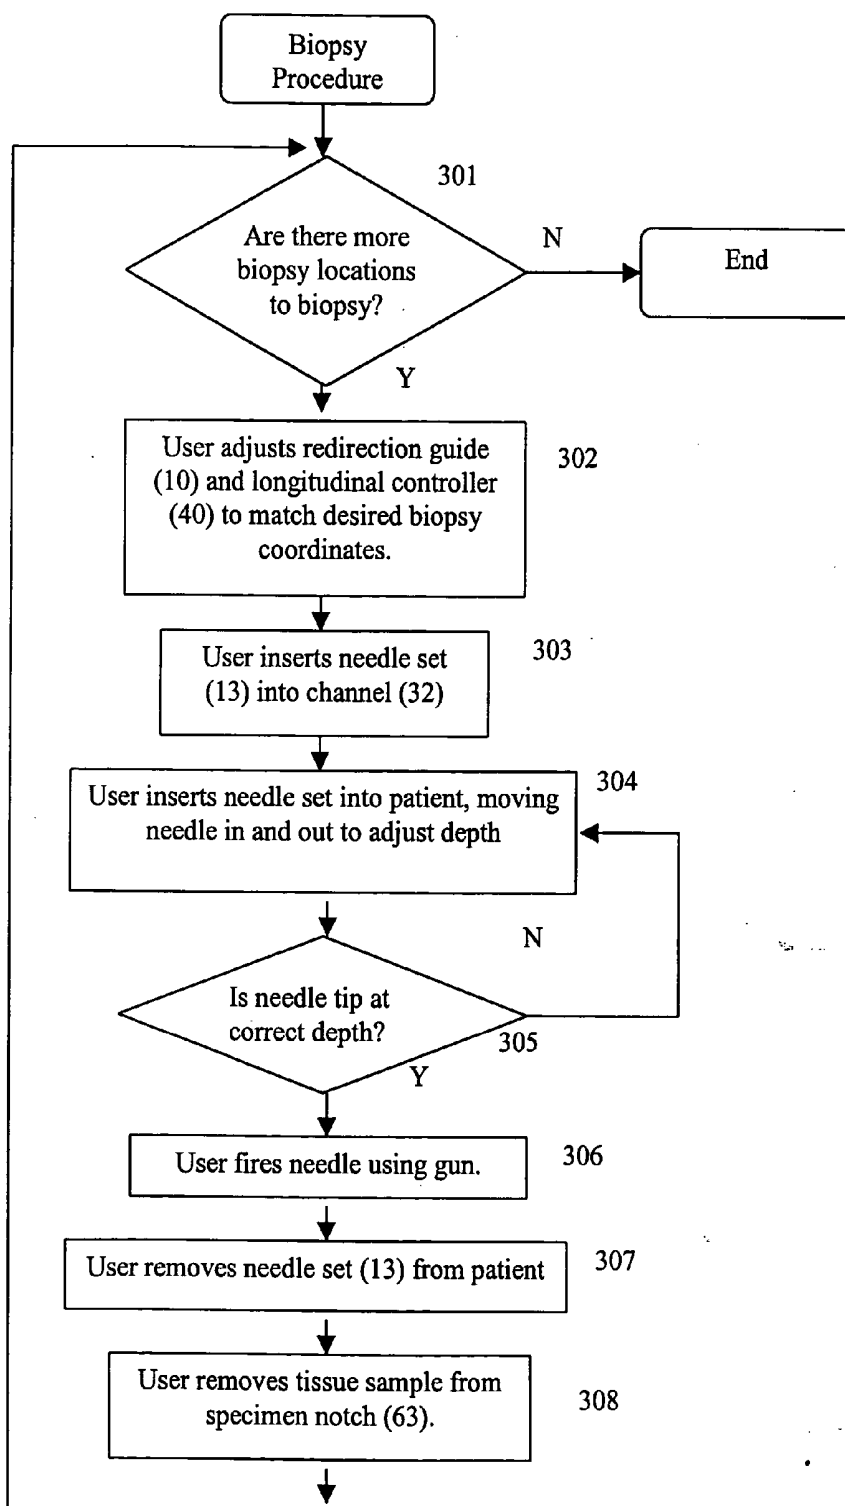 Biopsy
Procedure
301
Are there more
biopsy locations
to biopsy?
N
End
Y
User adjusts redirection guide
(10) and longitudinal controller
(40) to match desired biopsy
coordinates.
302
User inserts needle set
(13) into channel (32)
303
User inserts needle set into patient, moving
needle in and out to adjust depth
304
N
Is needle tip at
correct depth?
305
Y
User fires needle using gun.
306
User removes needle set (13) from patient
307
User removes tissue sample from
specimen notch (63).
308